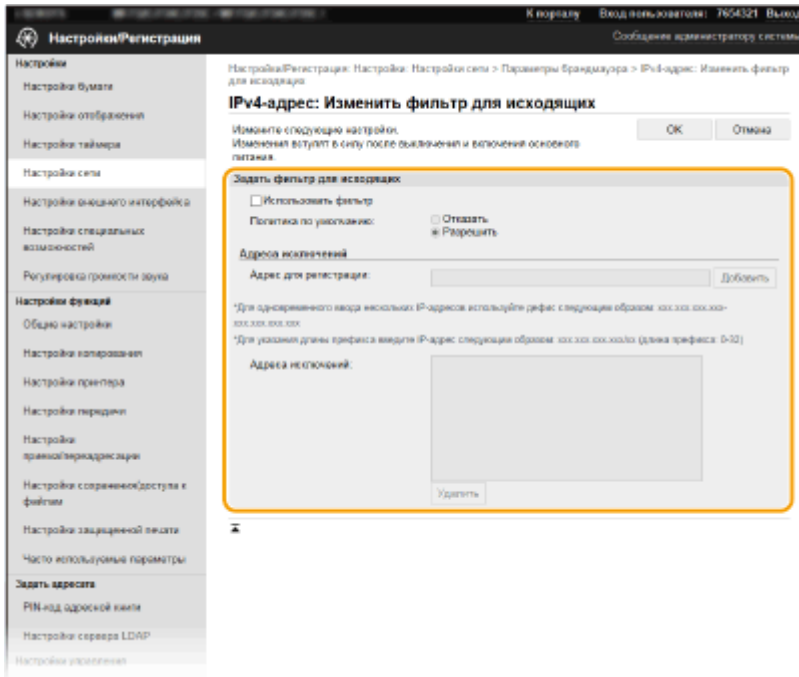 К порталу Вход пользователя: 7654321 Выход
Настройки/Регистрация
Сообщение администратору системы
Настройки
Настройки бумаги
Настройки отображения
Настройки таймера
Настройки сети
Настройки внешнего интерфейса
Настройки специальных
возможностей
Регулировка громкости звука
Настройки функций
Общие настройки
Настройки копирования
Настройки принтера
Настройки передачи
Настройки
приема/переадресации
Настройки сохранения/доступа к
файлам
Настройки защищенной печати
Часто используемые параметры
Задать адресата
PIN-код адресной книги
Настройки сервера LDAP
Настройки управления
Настройки/Регистрация: Настройки: Настройки сети > Параметры брандмауэра > IPv4-адрес: Изменить фильтр
для исходящих
IPv4-адрес: Изменить фильтр для исходящих
Измените следующие настройки.
Изменения вступят в силу после выключения и включения основного
питания.
OK Отмена
Задать фильтр для исходящих
Использовать фильтр
Политика по умолчанию: Отказать
Разрешить
Адреса исключений
Адрес для регистрации: Добавить
*Для одновременного ввода нескольких IP-адресов используйте дефис следующим образом: xxx.xxx.xxx.xxx-
xxx.xxx.xxx.xxx
*Для указания длины префикса введите IP-адрес следующим образом: xxx.xxx.xxx.xxx/xx (длина префикса: 0-32)
Адреса исключений:
Удалить